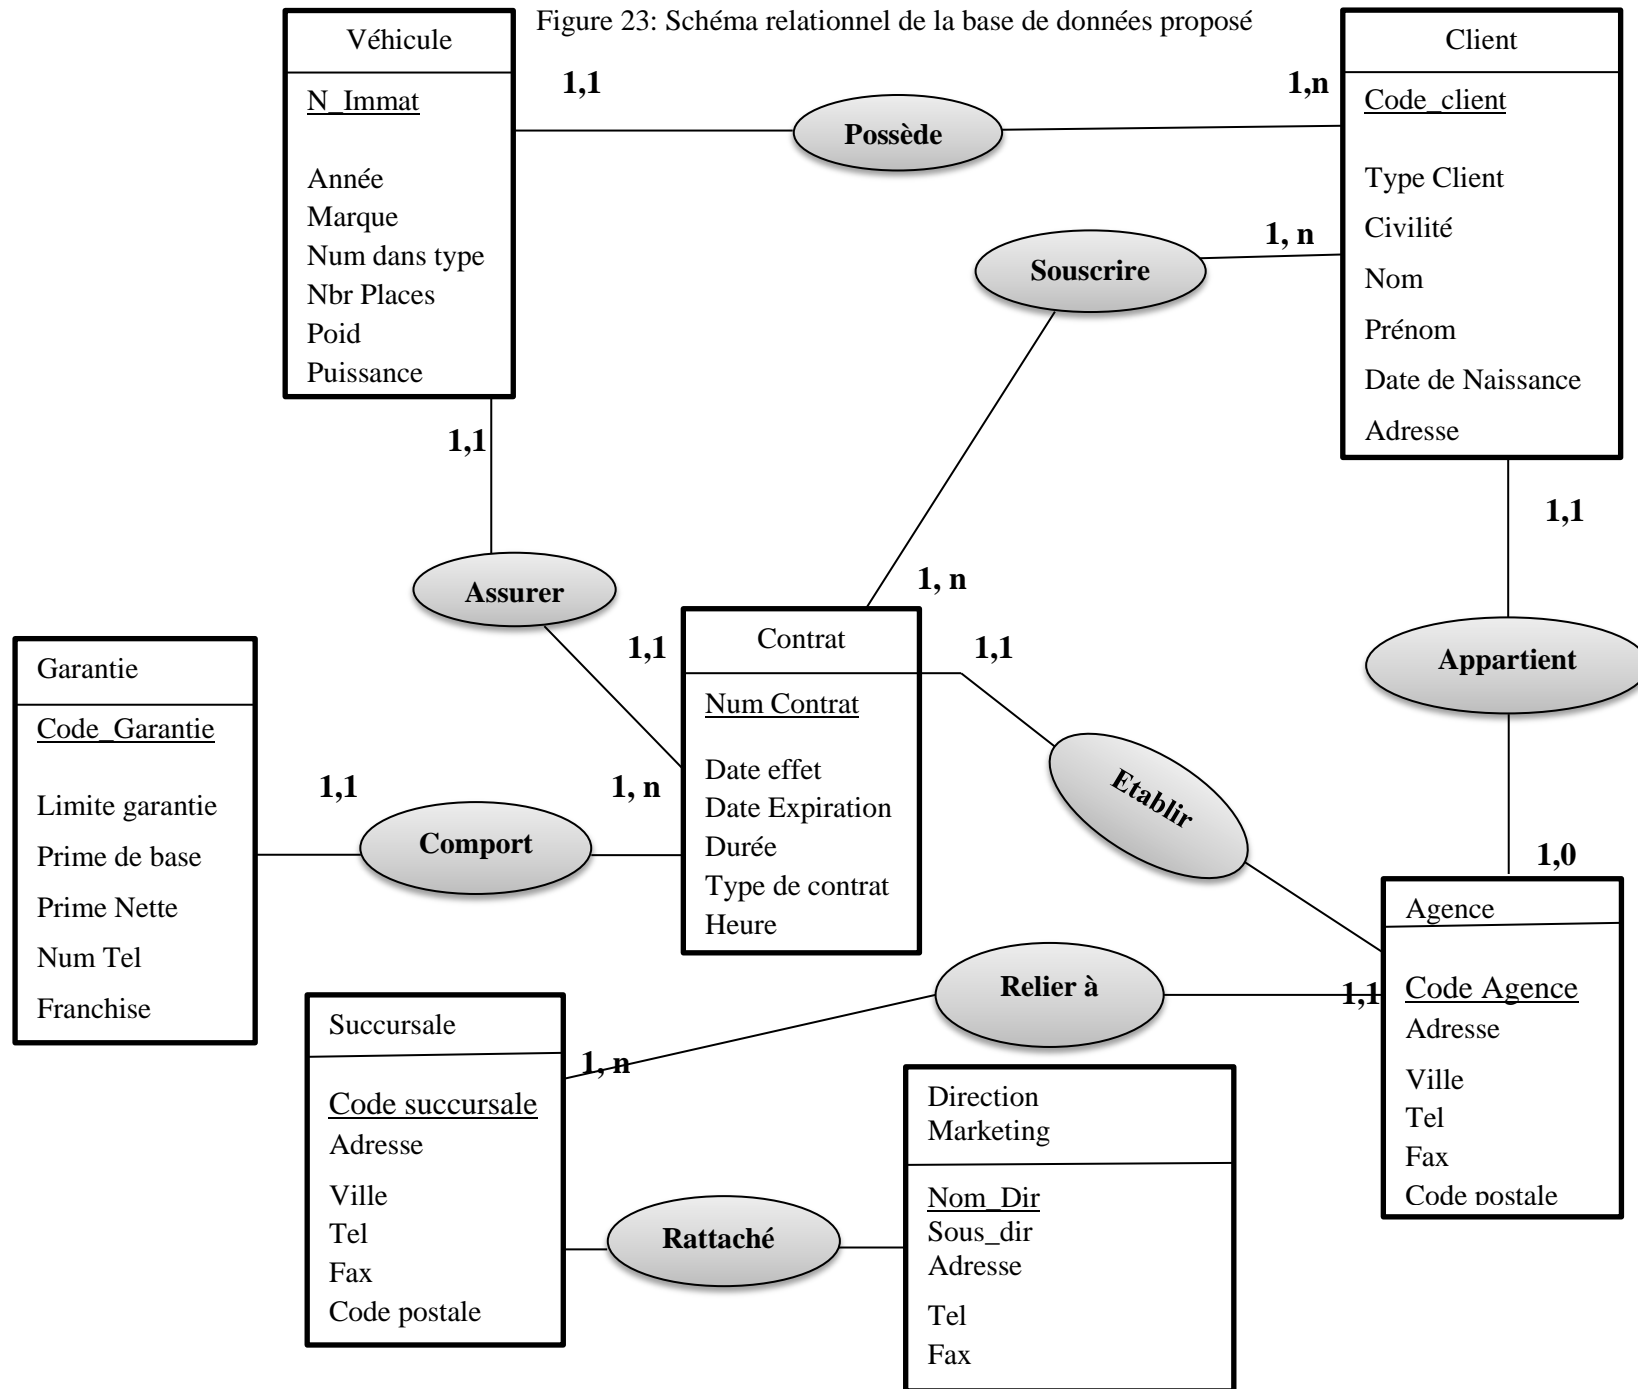 Figure 23: Schéma relationnel de la base de données proposé
Véhicule
N_Immat
Année
Marque
Num dans type
Nbr Places
Poid
Puissance
1,1
Possède
1,n
Client
Code_client
Type Client
Civilité
Nom
Prénom
Date de Naissance
Adresse
Souscrire
1, n
1, n
1,1
Assurer
1,1
1,1
Appartient
1,0
Garantie
Code_Garantie
Limite garantie
Prime de base
Prime Nette
Num Tel
Franchise
1,1
Comport
1, n
Contrat
Num Contrat
Date effet
Date Expiration
Durée
Type de contrat
Heure
1,1
Etablir
Agence
Code Agence
Adresse
Ville
Tel
Fax
Code postale
1,1
Relier à
1, n
Succursale
Code succursale
Adresse
Ville
Tel
Fax
Code postale
Rattaché
Direction
Marketing
Nom_Dir
Sous_dir
Adresse
Tel
Fax